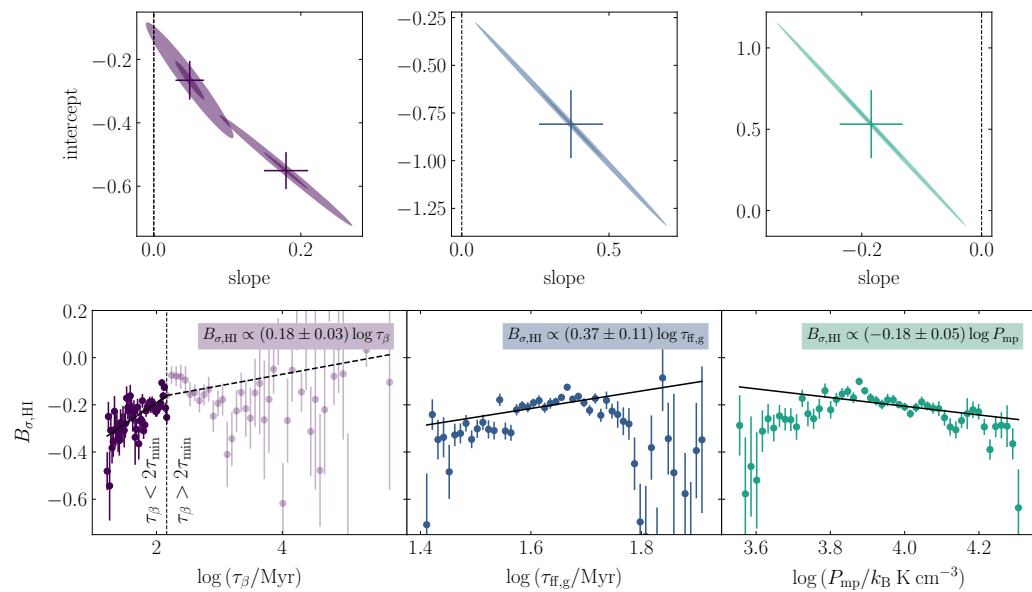 −0.2
−0.4
−0.6
intercept
0.0
0.2
slope
−0.25
−0.50
−0.75
−1.00
−1.25
0.0
0.5
slope
1.0
0.5
0.0
−0.2
0.0
slope
0.2
0.0
−0.2
−0.4
−0.6
B_{σ,HI}
B_{σ,HI} ∝ (0.18 ± 0.03) log τ_β
τ_β < 2τ_min
τ_β > 2τ_min
2
4
log (τ_β/Myr)
B_{σ,HI} ∝ (0.37 ± 0.11) log τ_{ff,g}
1.4
1.6
1.8
log (τ_{ff,g}/Myr)
B_{σ,HI} ∝ (−0.18 ± 0.05) log P_mp
3.6
3.8
4.0
4.2
log (P_mp/k_B K cm^{−3})